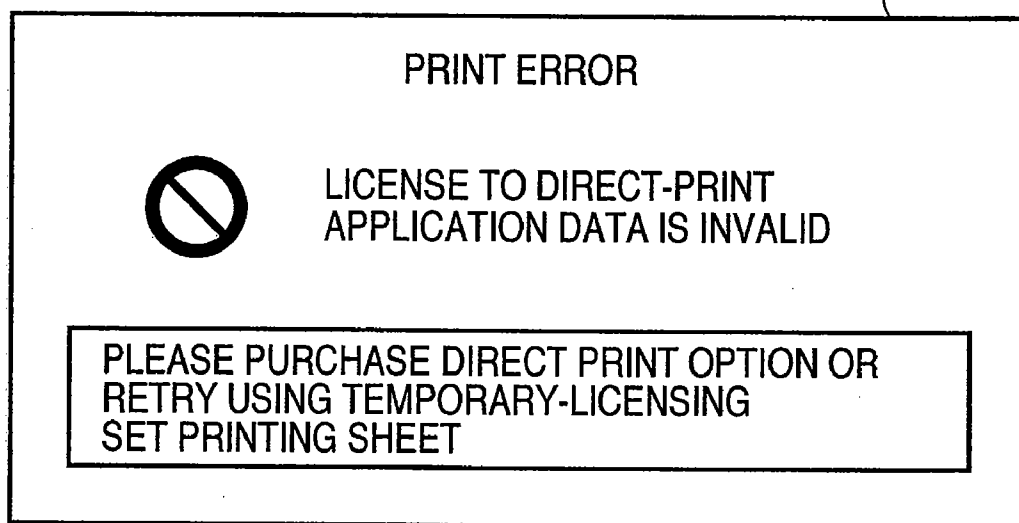 PRINT ERROR
LICENSE TO DIRECT-PRINT
APPLICATION DATA IS INVALID
PLEASE PURCHASE DIRECT PRINT OPTION OR
RETRY USING TEMPORARY-LICENSING
SET PRINTING SHEET